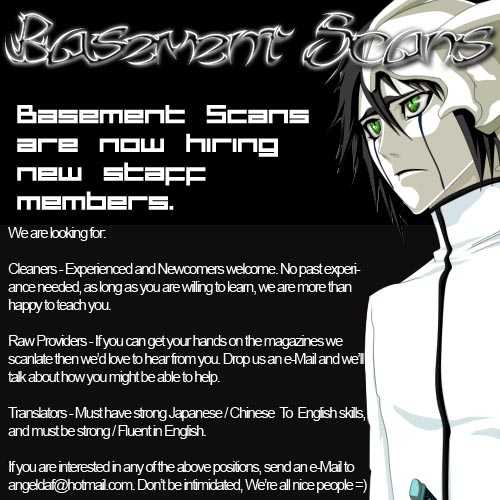 Basement Scans
Basement Scans
are now hiring
new staff
members.
We are looking for:
Cleaners - Experienced and Newcomers welcome. No past experi-
ance needed, as long as you are willing to learn, we are more than
happy to teach you.
Raw Providers - If you can get your hands on the magazines we
scanlate then we'd love to hear from you. Drop us an e-Mail and we'll
talk about how you might be able to help.
Translators - Must have strong Japanese / Chinese To English skills,
and must be strong / Fluent in English.
If you are interested in any of the above positions, send an e-Mail to
angeldaf@hotmail.com. Don't be intimidated, We're all nice people =)